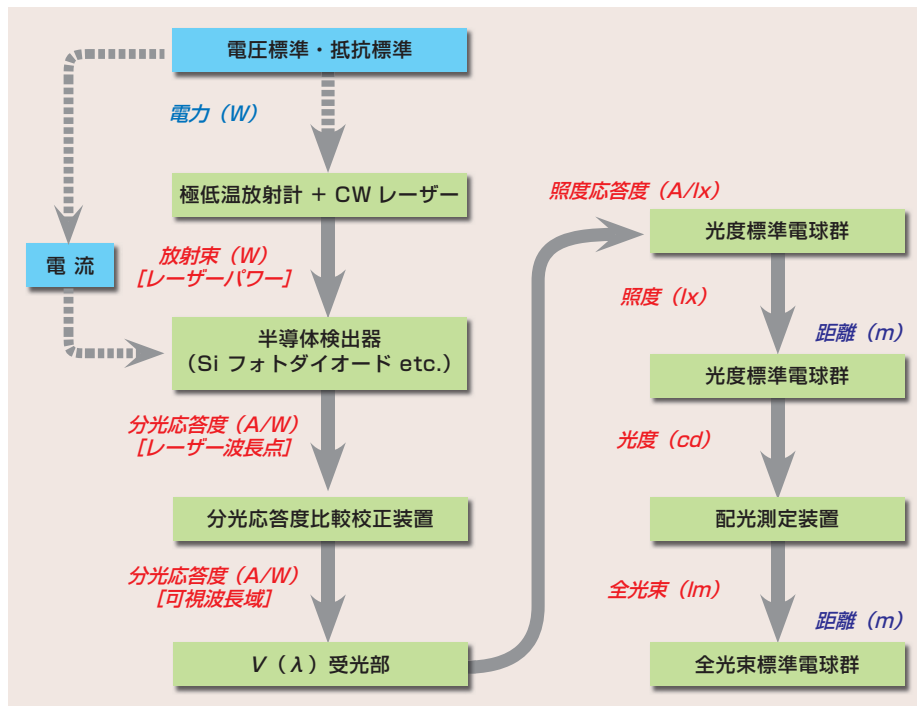 電圧標準・抵抗標準
電力（W）
極低温放射計 + CW レーザー
電 流
放射束（W）
［レーザーパワー］
半導体検出器
（Si フォトダイオード etc.）
分光応答度（A/W）
［レーザー波長点］
分光応答度比較校正装置
分光応答度（A/W）
［可視波長域］
V（λ）受光部
照度応答度（A/lx）
光度標準電球群
照度（lx）
距離（m）
光度標準電球群
光度（cd）
配光測定装置
全光束（lm）
距離（m）
全光束標準電球群